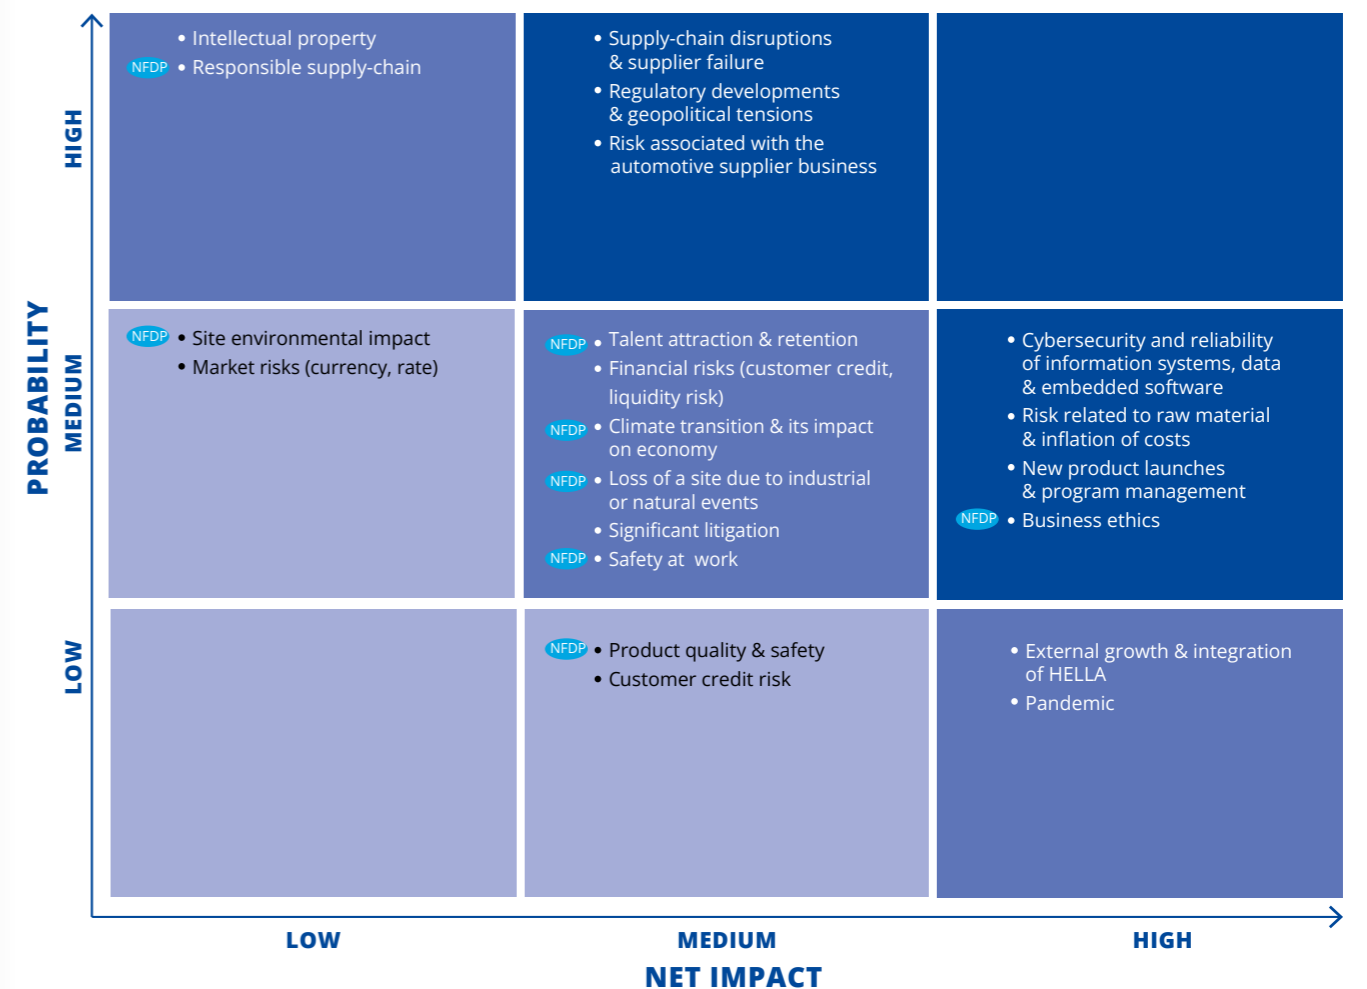 PROBABILITY
HIGH
• Intellectual property
NFDP • Responsible supply-chain
• Supply-chain disruptions
& supplier failure
• Regulatory developments
& geopolitical tensions
• Risk associated with the
automotive supplier business
MEDIUM
NFDP • Site environmental impact
• Market risks (currency, rate)
NFDP • Talent attraction & retention
• Financial risks (customer credit,
liquidity risk)
NFDP • Climate transition & its impact
on economy
NFDP • Loss of a site due to industrial
or natural events
• Significant litigation
NFDP • Safety at work
• Cybersecurity and reliability
of information systems, data
& embedded software
• Risk related to raw material
& inflation of costs
• New product launches
& program management
NFDP • Business ethics
LOW
NFDP • Product quality & safety
• Customer credit risk
• External growth & integration
of HELLA
• Pandemic
LOW
MEDIUM
HIGH
NET IMPACT